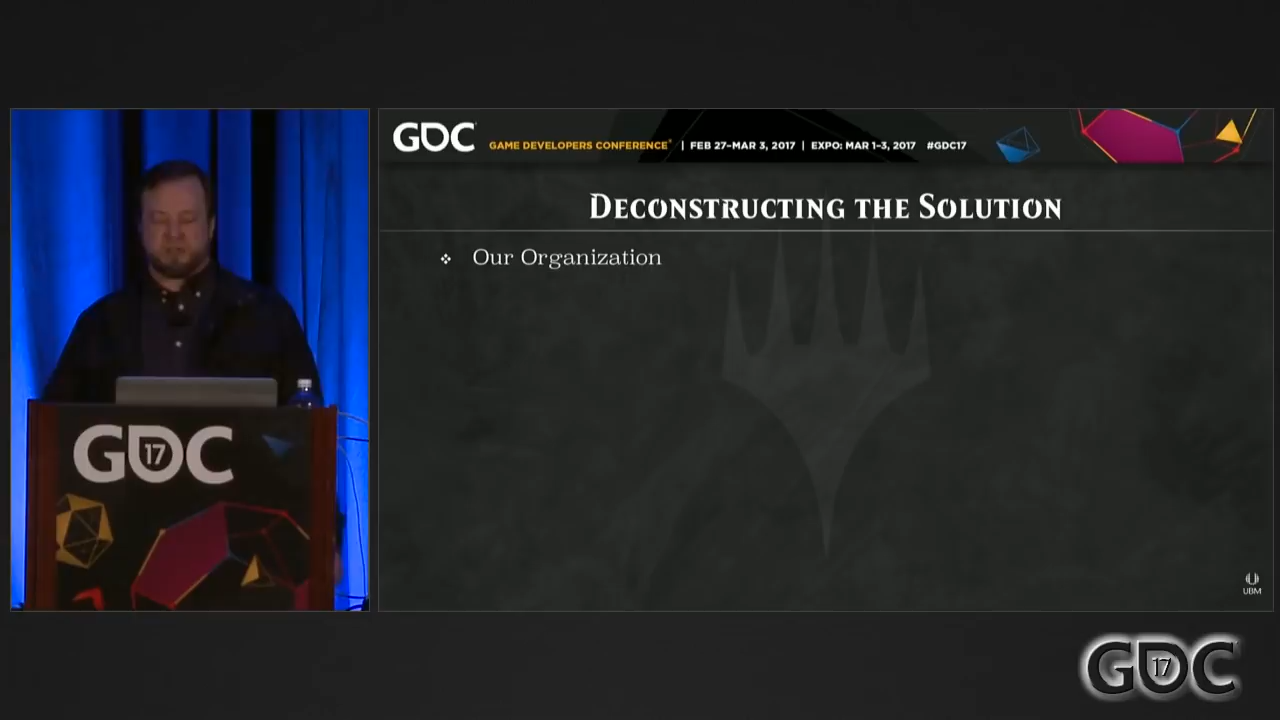 GDC
GAME DEVELOPERS CONFERENCE® | FEB 27–MAR 3, 2017 | EXPO: MAR 1–3, 2017 #GDC17
DECONSTRUCTING THE SOLUTION
❖ Our Organization
GDC
17
UBM
GDC
17